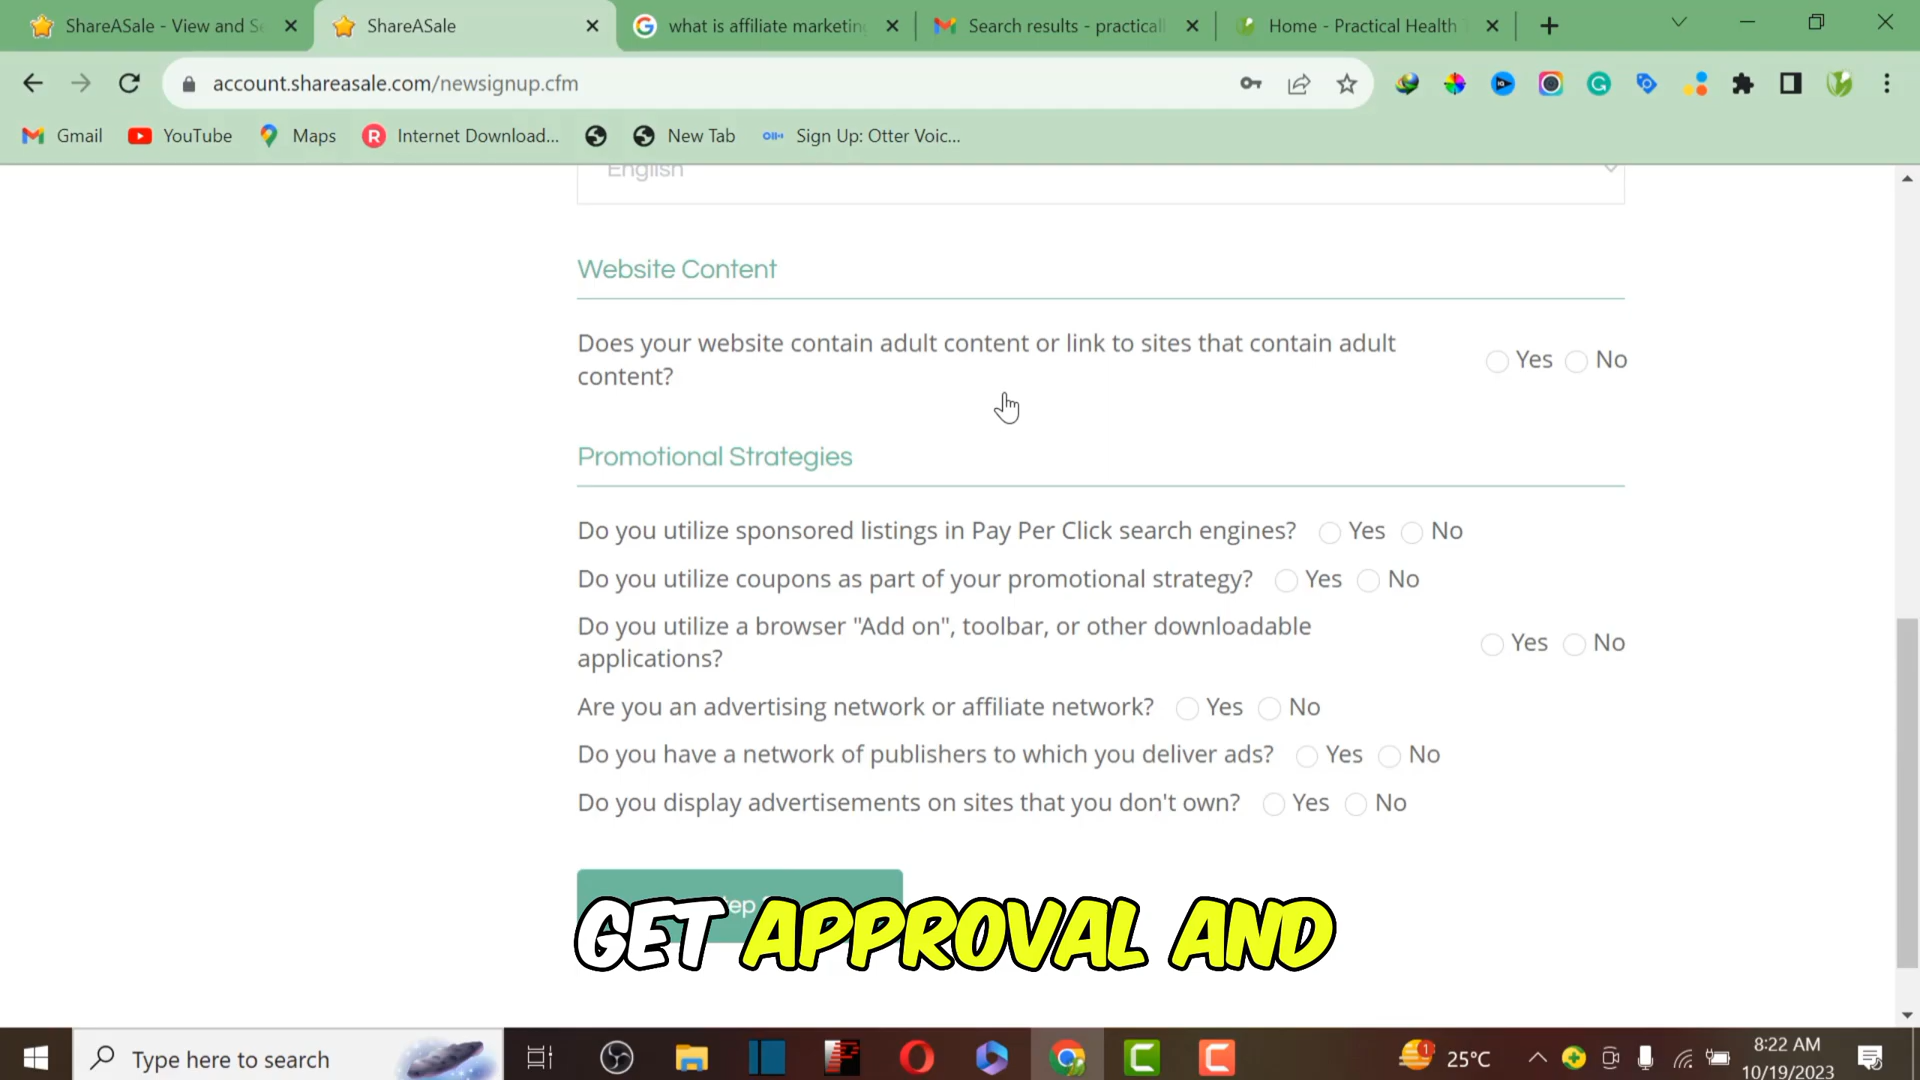 ShareASale - View and Se
ShareASale
what is affiliate marketing
Search results - practicall
Home - Practical Health
account.shareasale.com/newsignup.cfm
Gmail
YouTube
Maps
Internet Download...
New Tab
Sign Up: Otter Voic...
English
Website Content
Does your website contain adult content or link to sites that contain adult
content?
Yes No
Promotional Strategies
Do you utilize sponsored listings in Pay Per Click search engines? Yes No
Do you utilize coupons as part of your promotional strategy? Yes No
Do you utilize a browser "Add on", toolbar, or other downloadable
applications?
Yes No
Are you an advertising network or affiliate network? Yes No
Do you have a network of publishers to which you deliver ads? Yes No
Do you display advertisements on sites that you don't own? Yes No
GET APPROVAL AND
Type here to search
25°C
8:22 AM
10/19/2023